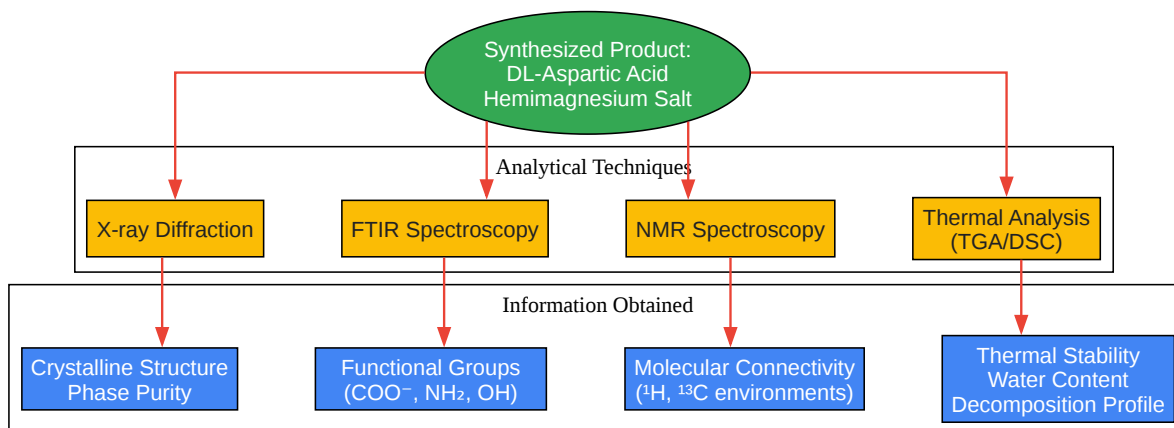 Synthesized Product:
DL-Aspartic Acid
Hemimagnesium Salt
Analytical Techniques
X-ray Diffraction
FTIR Spectroscopy
NMR Spectroscopy
Thermal Analysis
(TGA/DSC)
Information Obtained
Crystalline Structure
Phase Purity
Functional Groups
(COO⁻, NH₂, OH)
Molecular Connectivity
(¹H, ¹³C environments)
Thermal Stability
Water Content
Decomposition Profile